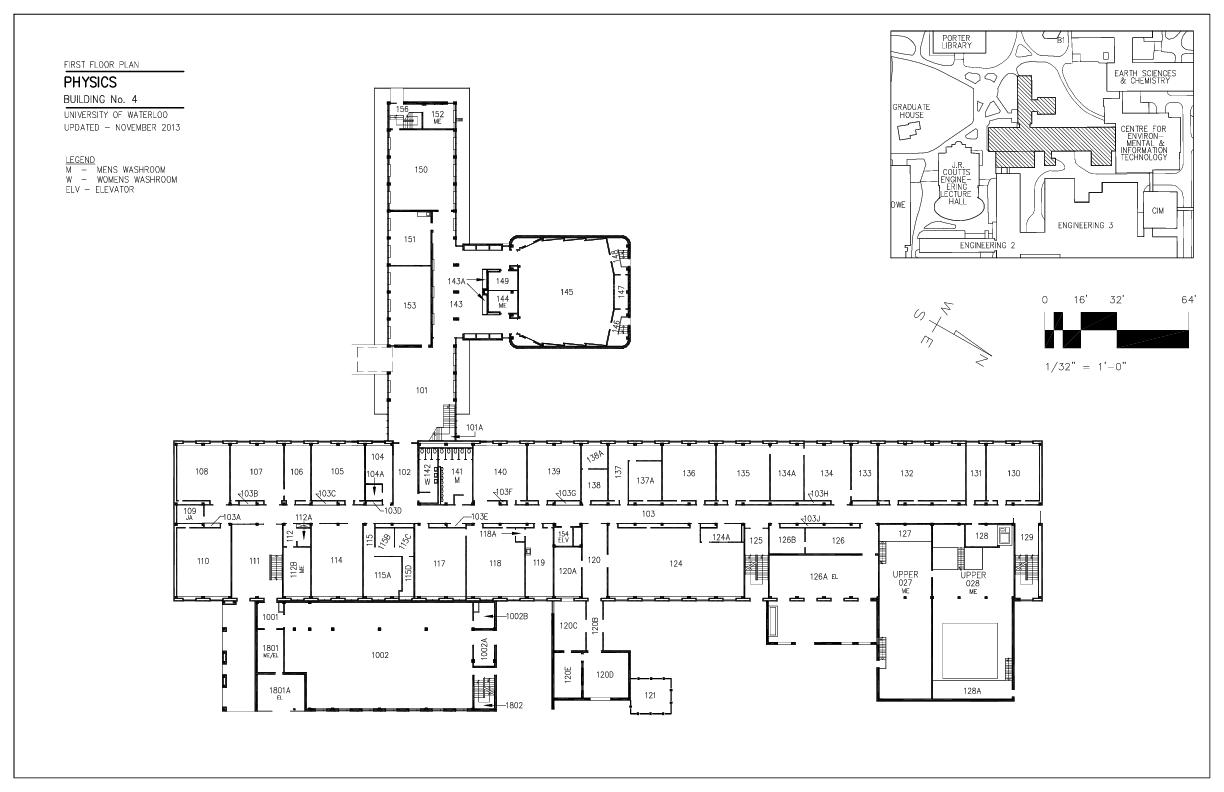 FIRST FLOOR PLAN
PHYSICS
BUILDING No. 4
UNIVERSITY OF WATERLOO
UPDATED – NOVEMBER 2013
LEGEND
M – MENS WASHROOM
W – WOMENS WASHROOM
ELV – ELEVATOR
PORTER
LIBRARY
B1
EARTH SCIENCES
& CHEMISTRY
GRADUATE
HOUSE
CENTRE FOR
ENVIRON-
MENTAL &
INFORMATION
TECHNOLOGY
J.R.
COUTTS
ENGINE-
ERING
LECTURE
HALL
OWE
CIM
ENGINEERING 3
ENGINEERING 2
W
S
E
N
0 16' 32' 64'
1/32" = 1'-0"
156
152
ME
150
151
153
143A
143
149
144
ME
145
148
147
146
101
101A
108
107
106
105
104
104A
102
142
W
141
M
140
139
138A
138
137
137A
136
135
134A
134
133
132
131
130
103B
103C
103D
103F
103G
103H
109
JA
103A
112A
103E
103
103J
110
111
112
112B
ME
114
115
115B
115C
115A
115D
117
118A
118
119
154
ELV
120A
120
124
124A
125
126B
126
126A EL
127
UPPER
027
ME
128
UPPER
028
ME
129
128A
1001
1801
ME/EL
1801A
EL
1002
1002B
1002A
1802
120C
120B
120E
120D
121